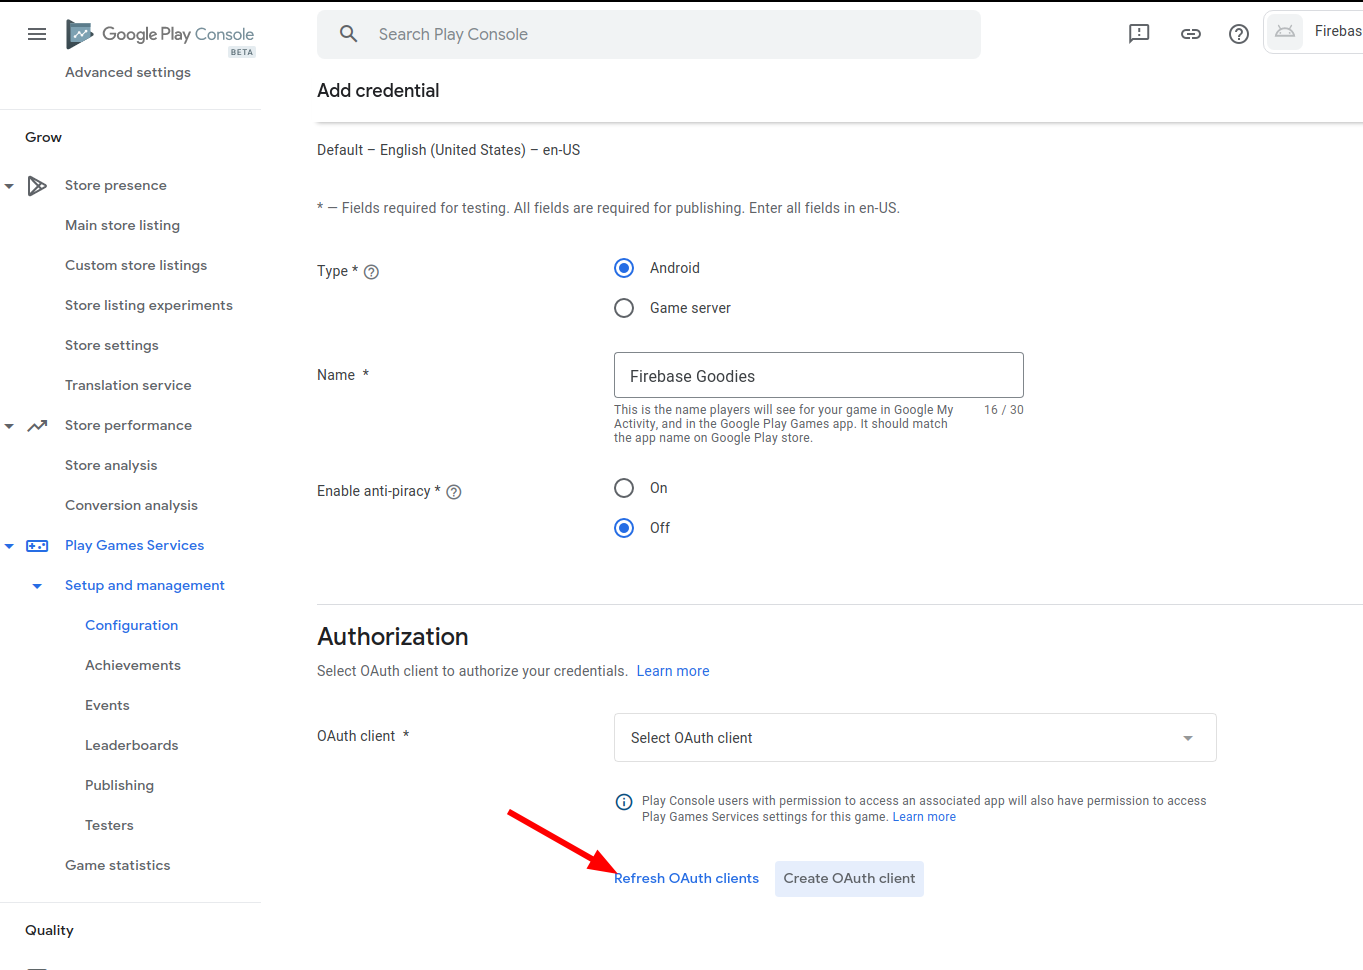 Google Play Console
BETA
Search Play Console
Firebas
Advanced settings
Grow
Store presence
Main store listing
Custom store listings
Store listing experiments
Store settings
Translation service
Store performance
Store analysis
Conversion analysis
Play Games Services
Setup and management
Configuration
Achievements
Events
Leaderboards
Publishing
Testers
Game statistics
Quality
Add credential
Default – English (United States) – en-US
* — Fields required for testing. All fields are required for publishing. Enter all fields in en-US.
Type *
Android
Game server
Name *
Firebase Goodies
This is the name players will see for your game in Google My
Activity, and in the Google Play Games app. It should match
the app name on Google Play store.
16 / 30
Enable anti-piracy *
On
Off
Authorization
Select OAuth client to authorize your credentials. Learn more
OAuth client *
Select OAuth client
Play Console users with permission to access an associated app will also have permission to access
Play Games Services settings for this game. Learn more
Refresh OAuth clients
Create OAuth client